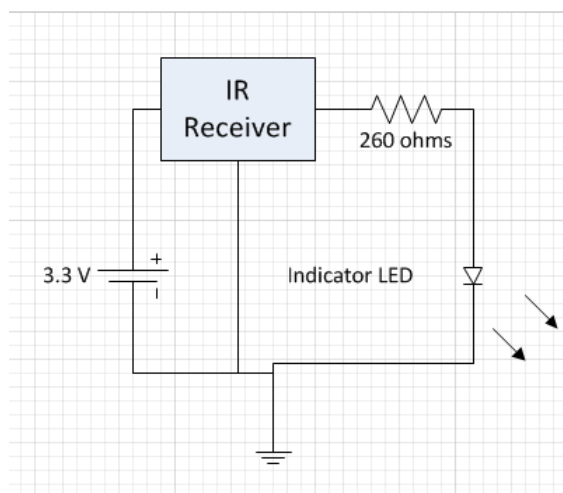 IR
Receiver
260 ohms
3.3 V
+
Indicator LED